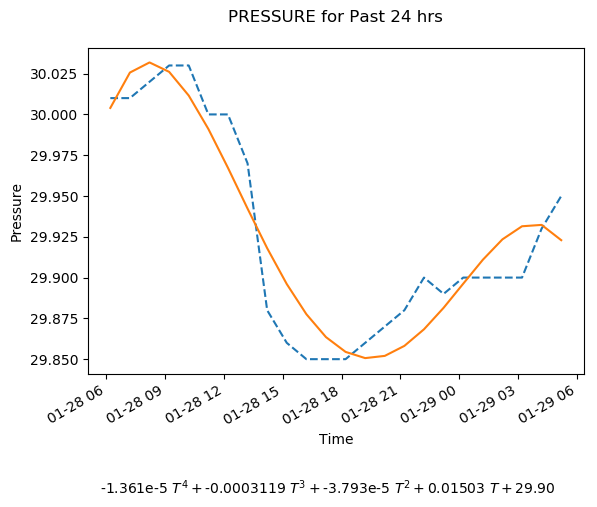 PRESSURE for Past 24 hrs
30.025
30.000
29.975
29.950
29.925
29.900
29.875
29.850
Pressure
01-28 06 01-28 09 01-28 12 01-28 15 01-28 18 01-28 21 01-29 00 01-29 03 01-29 06
Time
-1.361e-5 T⁴ + -0.0003119 T³ + -3.793e-5 T² + 0.01503 T + 29.90